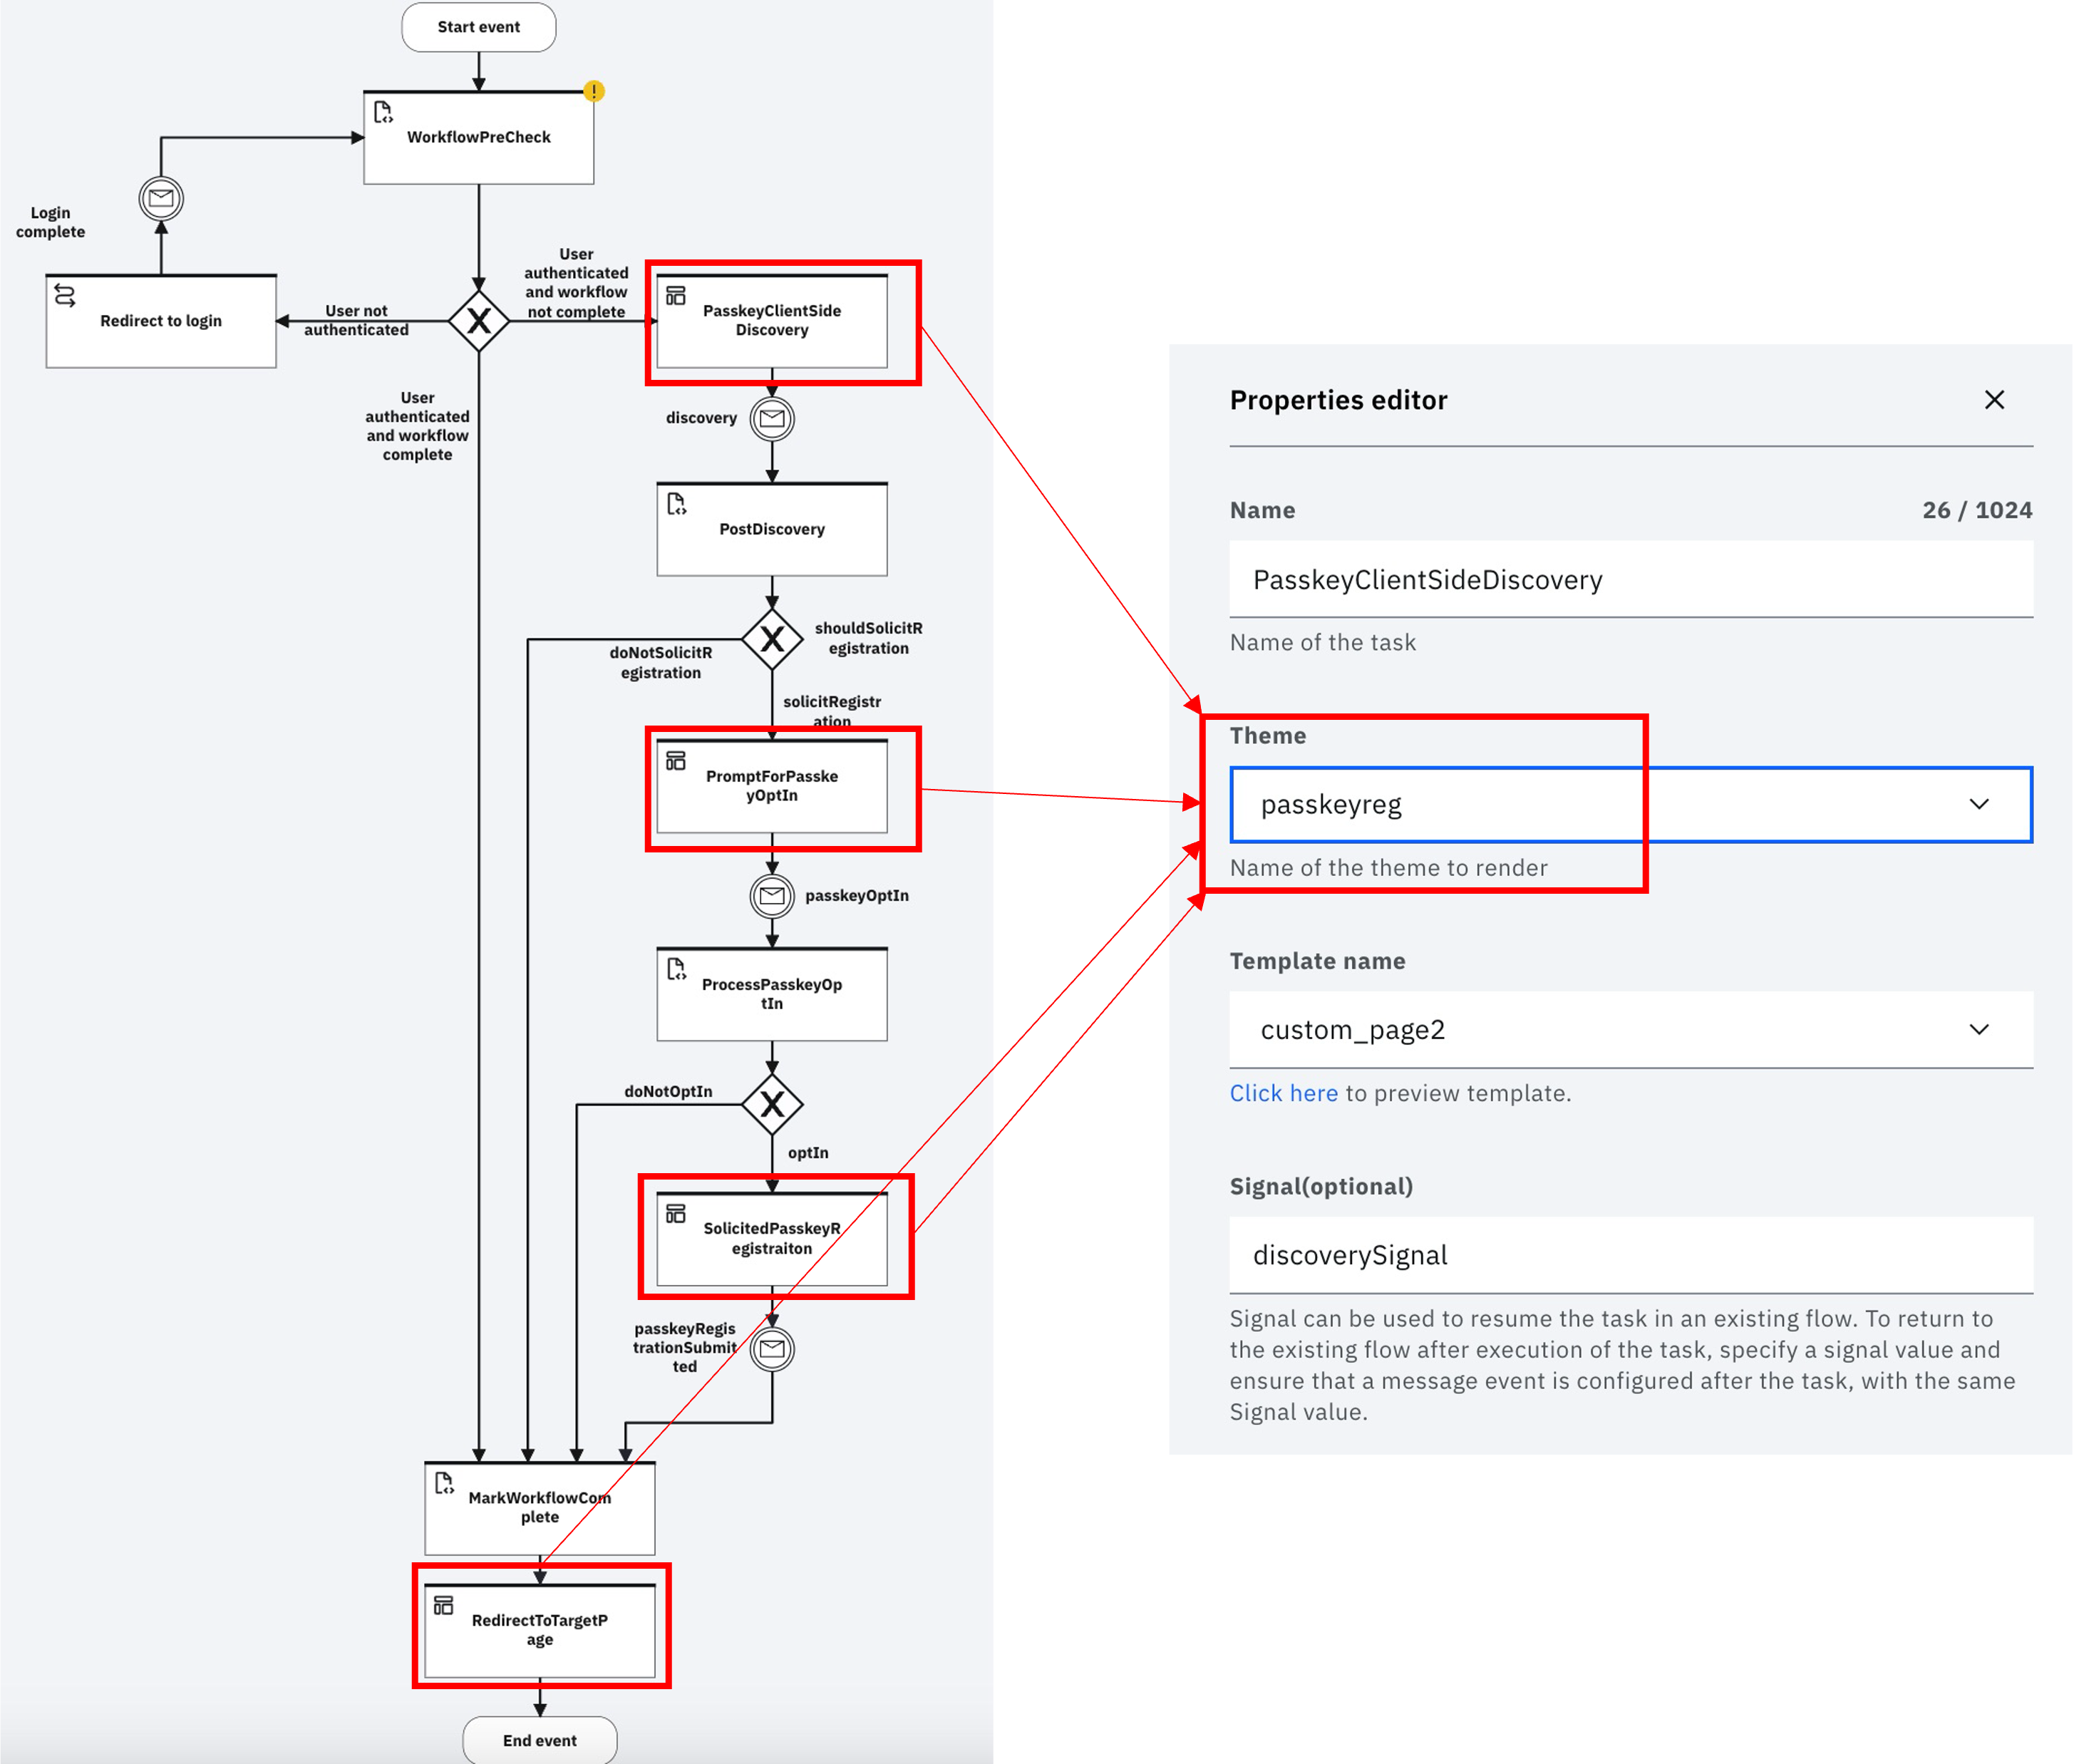 Start event
WorkflowPreCheck
Login
complete
User
authenticated
and workflow
not complete
Redirect to login
User not
authenticated
X
PasskeyClientSide
Discovery
User
authenticated
and workflow
complete
discovery
PostDiscovery
shouldSolicitR
egistration
X
doNotSolicitR
egistration
solicitRegistr
ation
PromptForPasske
yOptIn
passkeyOptIn
ProcessPasskeyOp
tIn
doNotOptIn
X
optIn
SolicitedPasskeyR
egistraiton
passkeyRegis
trationSubmit
ted
MarkWorkflowCom
plete
RedirectToTargetP
age
End event
Properties editor
Name
26 / 1024
PasskeyClientSideDiscovery
Name of the task
Theme
passkeyreg
Name of the theme to render
Template name
custom_page2
Click here to preview template.
Signal(optional)
discoverySignal
Signal can be used to resume the task in an existing flow. To return to
the existing flow after execution of the task, specify a signal value and
ensure that a message event is configured after the task, with the same
Signal value.